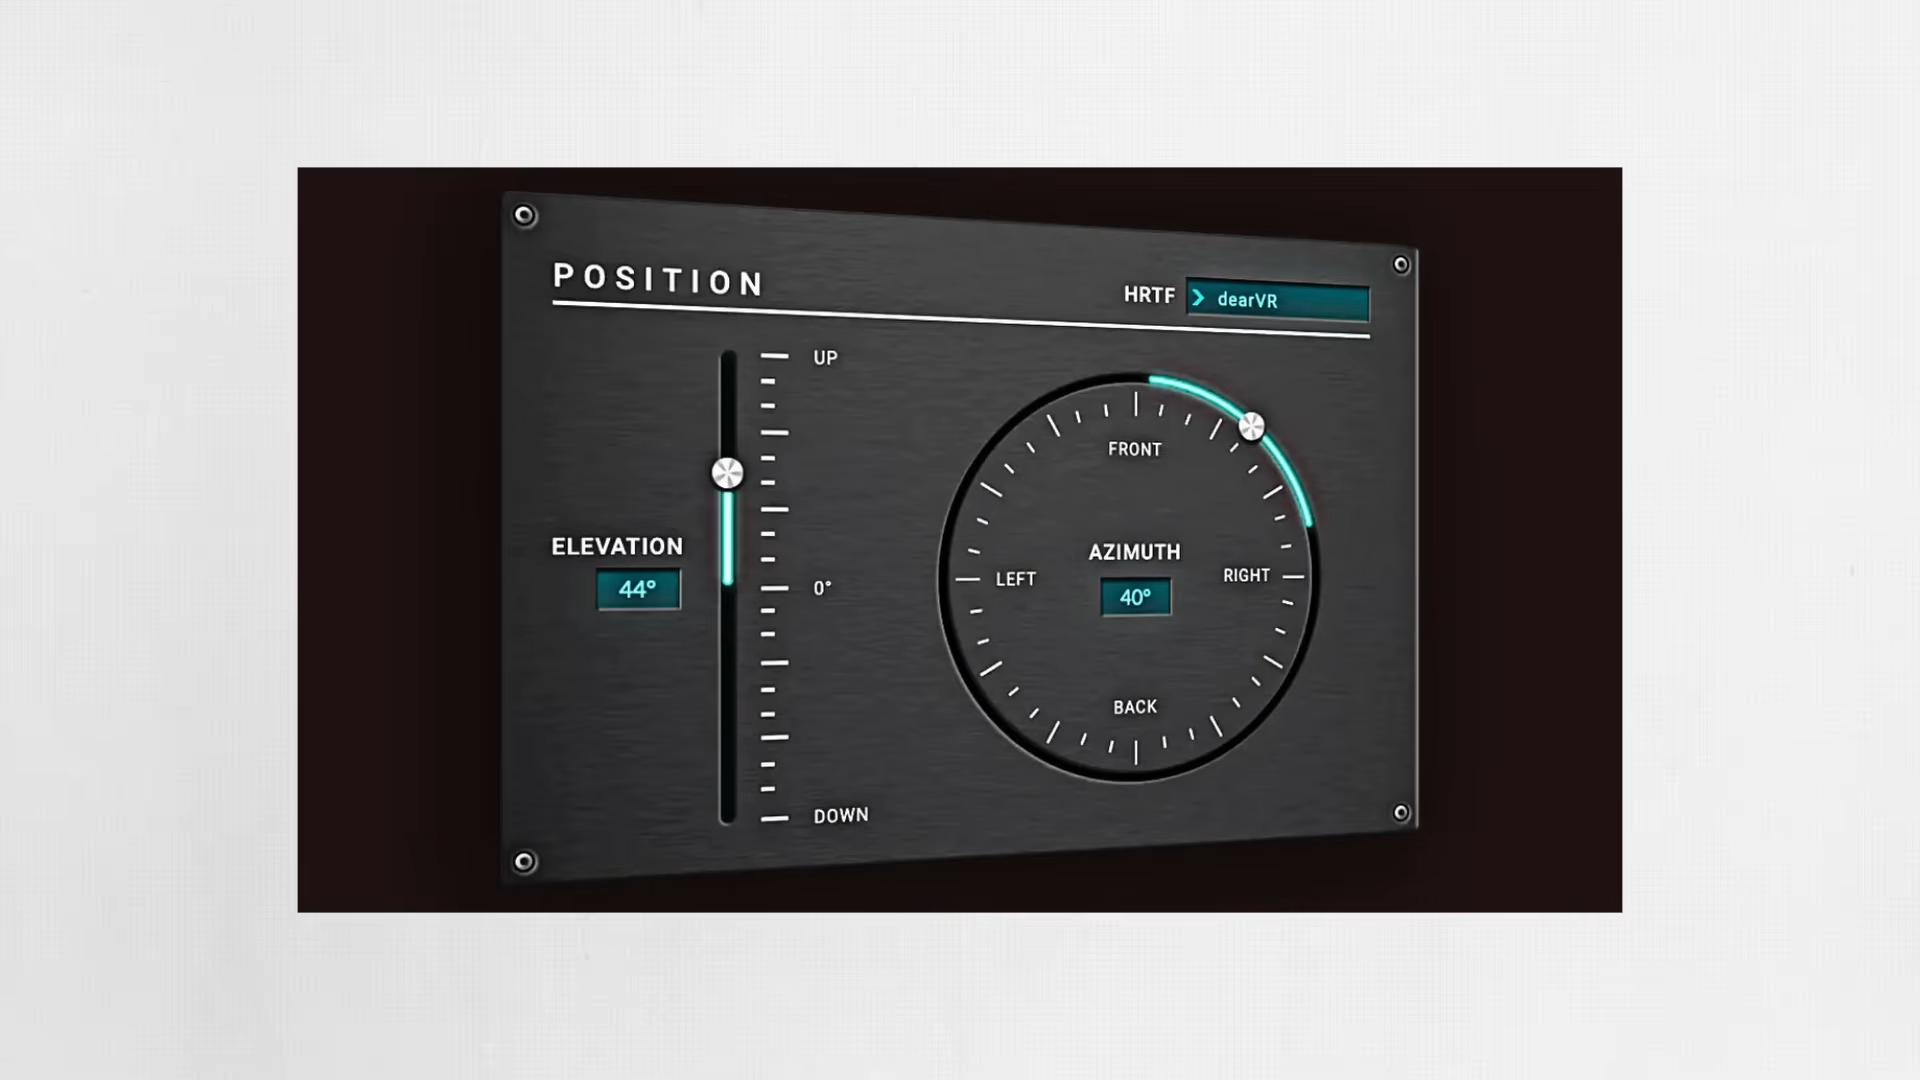 POSITION
HRTF
dearVR
UP
FRONT
ELEVATION
44°
AZIMUTH
40°
LEFT
RIGHT
0°
BACK
DOWN